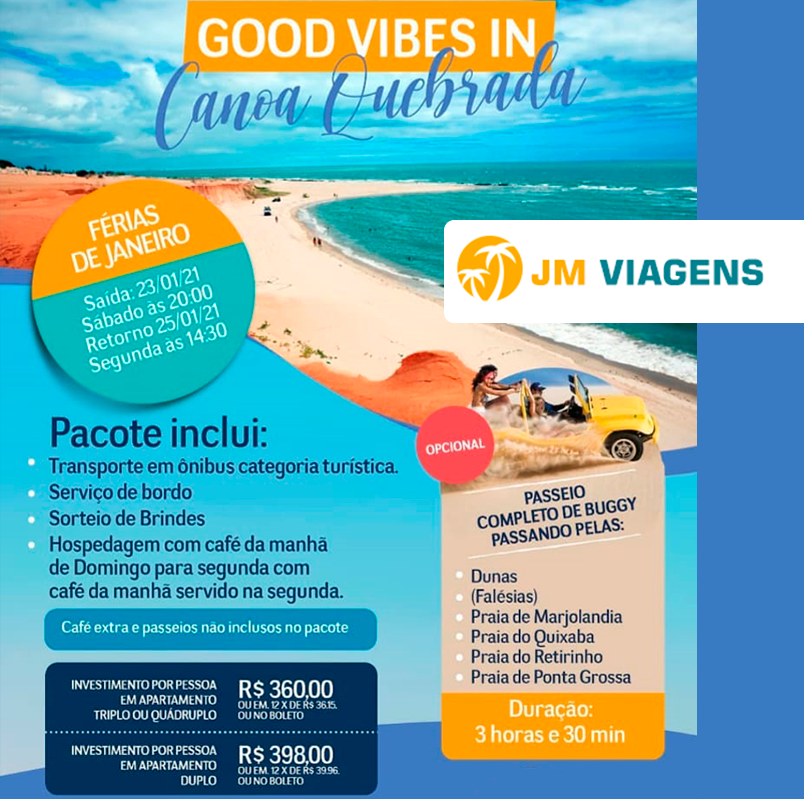 GOOD VIBES IN
Canoa Quebrada
FÉRIAS
DE JANEIRO
Saída: 23/01/21
Sábado às 20:00
Retorno 25/01/21
Segunda às 14:30
JM VIAGENS
Pacote inclui:
• Transporte em ônibus categoria turística.
• Serviço de bordo
• Sorteio de Brindes
• Hospedagem com café da manhã
de Domingo para segunda com
café da manhã servido na segunda.
Café extra e passeios não inclusos no pacote
INVESTIMENTO POR PESSOA
EM APARTAMENTO
TRIPLO OU QUÁDRUPLO
R$ 360,00
OU EM. 12 X DE R$ 36.15.
OU NO BOLETO
INVESTIMENTO POR PESSOA
EM APARTAMENTO
DUPLO
R$ 398,00
OU EM. 12 X DE R$ 39.96.
OU NO BOLETO
OPCIONAL
PASSEIO
COMPLETO DE BUGGY
PASSANDO PELAS:
• Dunas
• (Falésias)
• Praia de Marjolandia
• Praia do Quixaba
• Praia do Retirinho
• Praia de Ponta Grossa
Duração:
3 horas e 30 min